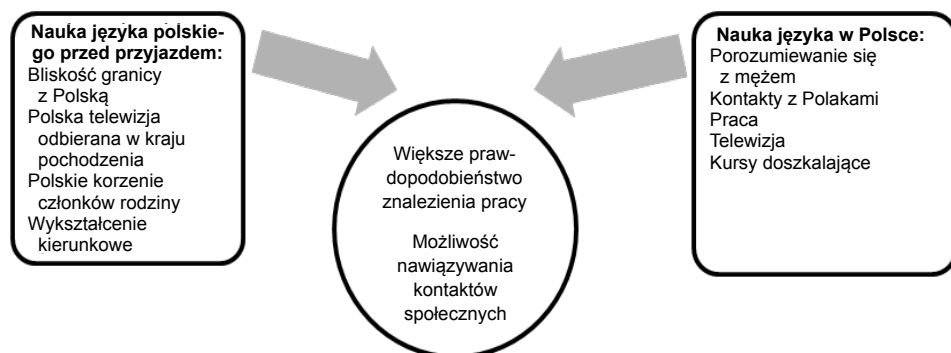 Nauka języka polskie-
go przed przyjazdem:
Bliskość granicy
z Polską
Polska telewizja
odbierana w kraju
pochodzenia
Polskie korzenie
członków rodziny
Wykształcenie
kierunkowe
Większe praw-
dopodobieństwo
znalezienia pracy
Możliwość
nawiązywania
kontaktów
społecznych
Nauka języka w Polsce:
Porozumiewanie się
z mężem
Kontakty z Polakami
Praca
Telewizja
Kursy doszkalające